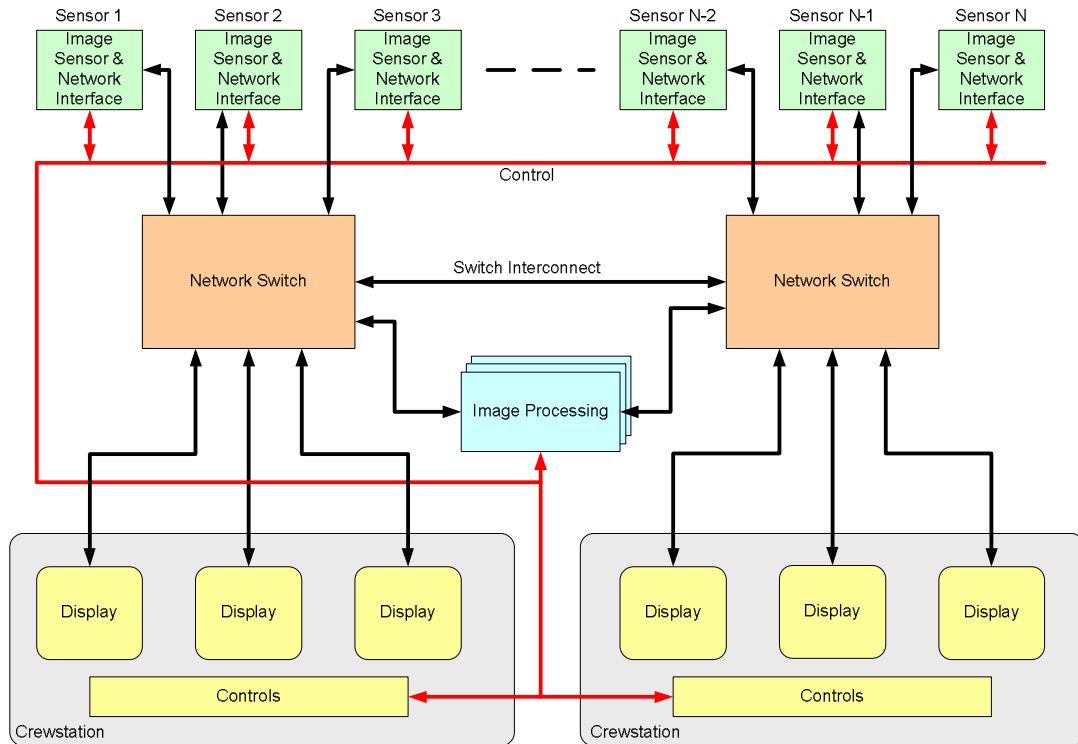 Sensor 1
Sensor 2
Sensor 3
Sensor N-2
Sensor N-1
Sensor N
Image
Sensor &
Network
Interface
Image
Sensor &
Network
Interface
Image
Sensor &
Network
Interface
Image
Sensor &
Network
Interface
Image
Sensor &
Network
Interface
Image
Sensor &
Network
Interface
Control
Network Switch
Switch Interconnect
Network Switch
Image Processing
Display
Display
Display
Controls
Crewstation
Display
Display
Display
Controls
Crewstation